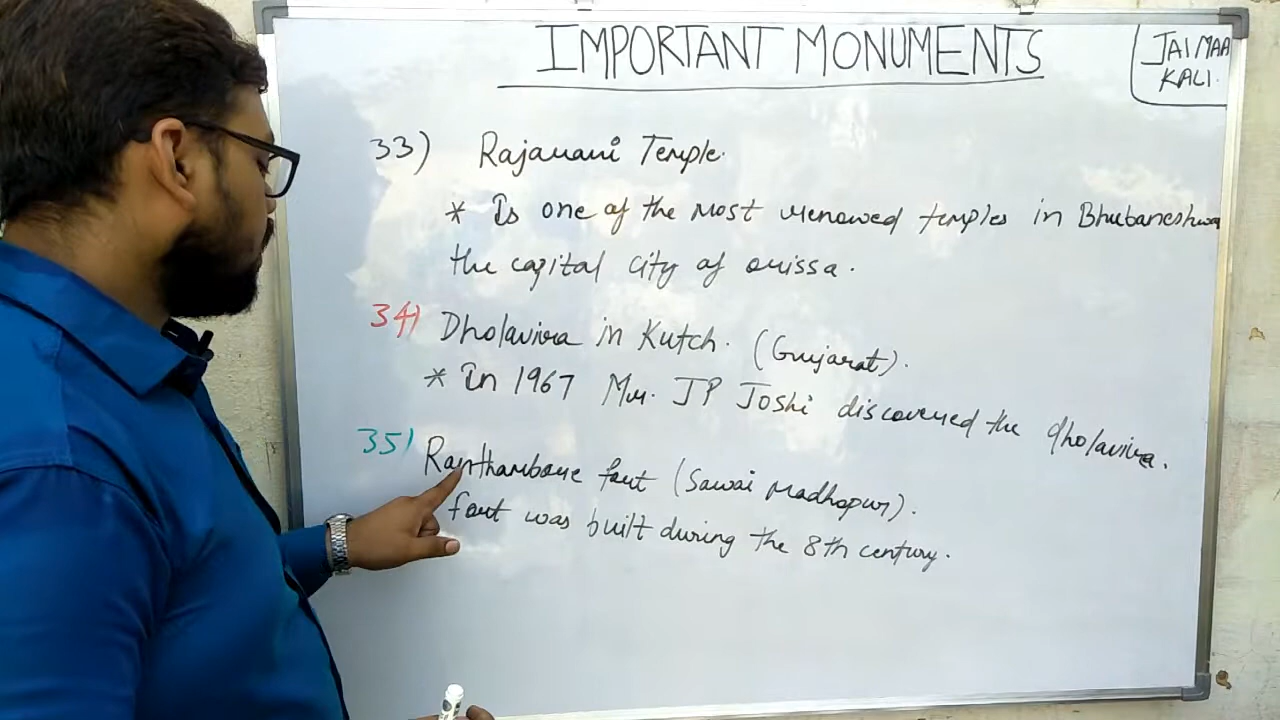 IMPORTANT MONUMENTS
JAI MAA
KALI.
33) Rajarani Temple.
* Is one of the most renowed temples in Bhubaneshwa
the capital city of orissa.
34) Dholavira in Kutch. (Gujarat).
* In 1967 Mr. JP Joshi discovered the dholavira.
35) Ranthambore fort (Sawai Madhopur).
fort was built during the 8th century.